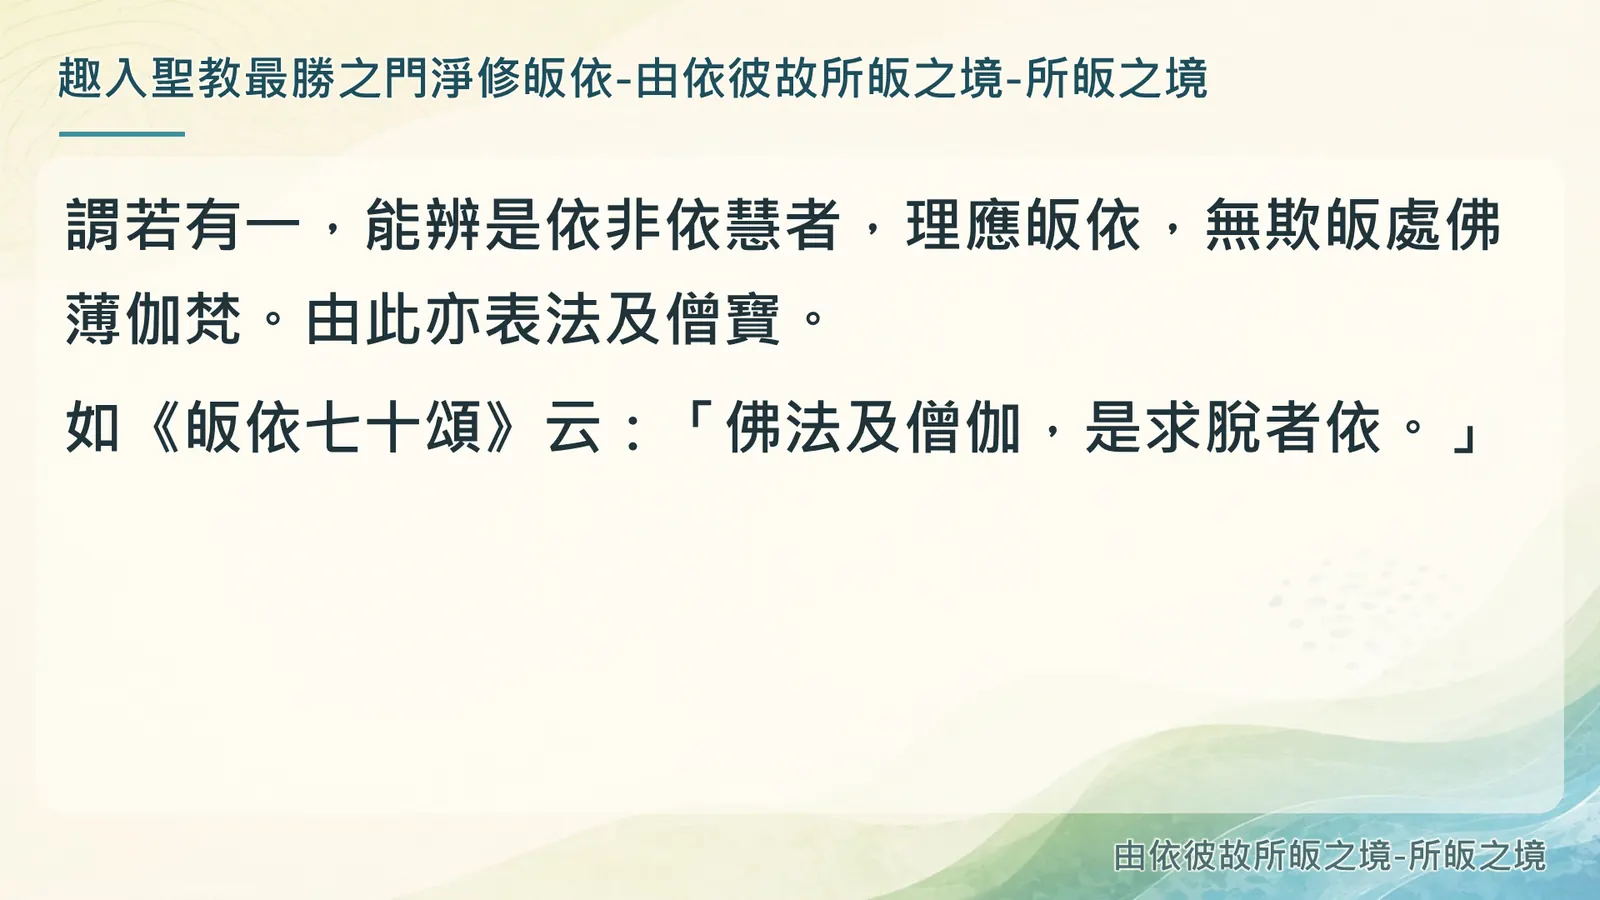 趣入聖教最勝之門淨修皈依-由依彼故所皈之境-所皈之境
謂若有一，能辨是依非依慧者，理應皈依，無欺皈處佛
薄伽梵。由此亦表法及僧寶。
如《皈依七十頌》云：「佛法及僧伽，是求脫者依。」
由依彼故所皈之境-所皈之境